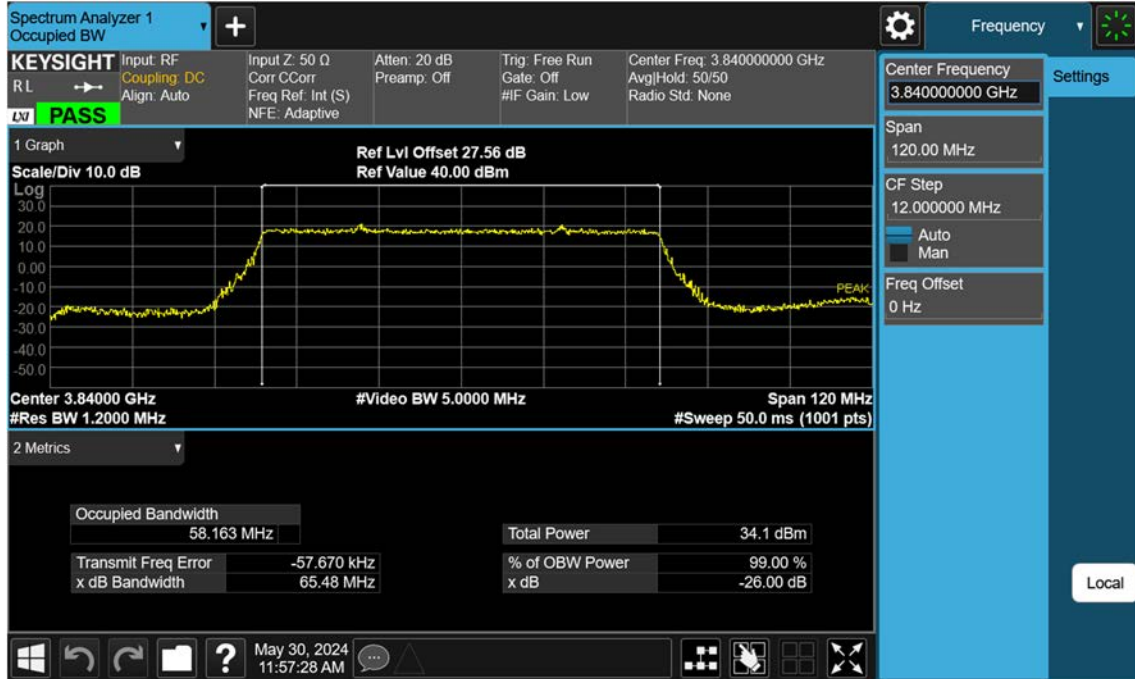 Spectrum Analyzer 1
Occupied BW
Frequency
KEYSIGHT
R L
LXI PASS
Input: RF
Coupling: DC
Align: Auto
Input Z: 50 Ω
Corr CCorr
Freq Ref: Int (S)
NFE: Adaptive
Atten: 20 dB
Preamp: Off
Trig: Free Run
Gate: Off
#IF Gain: Low
Center Freq: 3.840000000 GHz
Avg|Hold: 50/50
Radio Std: None
Center Frequency
3.840000000 GHz
Settings
Span
120.00 MHz
CF Step
12.000000 MHz
Auto
Man
Freq Offset
0 Hz
Local
1 Graph
Scale/Div 10.0 dB
Ref Lvl Offset 27.56 dB
Ref Value 40.00 dBm
Log
30.0
20.0
10.0
0.00
-10.0
-20.0
-30.0
-40.0
-50.0
PEAK
Center 3.84000 GHz
#Video BW 5.0000 MHz
Span 120 MHz
#Res BW 1.2000 MHz
#Sweep 50.0 ms (1001 pts)
2 Metrics
Occupied Bandwidth
58.163 MHz
Transmit Freq Error -57.670 kHz
x dB Bandwidth 65.48 MHz
Total Power 34.1 dBm
% of OBW Power 99.00 %
x dB -26.00 dB
?
May 30, 2024
11:57:28 AM